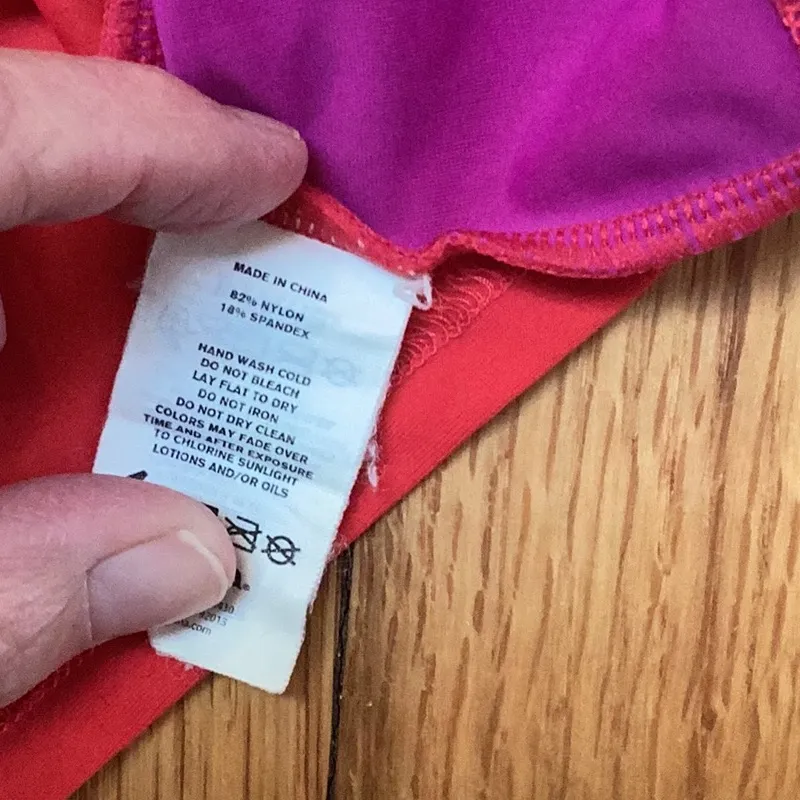 MADE IN CHINA
82% NYLON
18% SPANDEX
HAND WASH COLD
DO NOT BLEACH
LAY FLAT TO DRY
DO NOT IRON
DO NOT DRY CLEAN
COLORS MAY FADE OVER
TIME AND AFTER EXPOSURE
TO CHLORINE SUNLIGHT
LOTIONS AND/OR OILS
.com